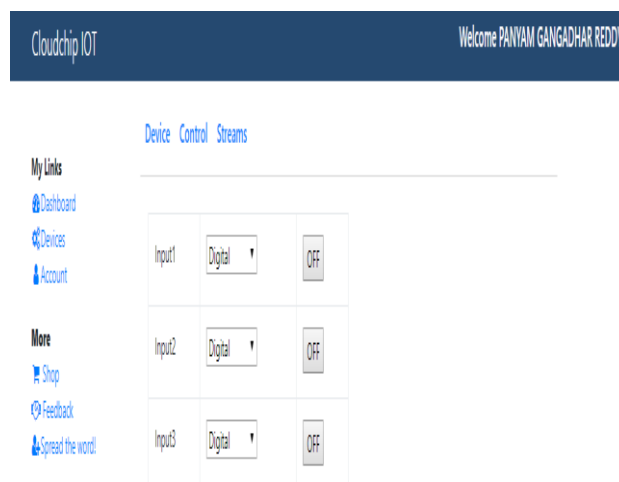 Cloudchip IOT
Welcome PANYAM GANGADHAR REDDY
Device Control Streams
My Links
Dashboard
Devices
Account
More
Shop
Feedback
Spread the word!
Input1 Digital OFF
Input2 Digital OFF
Input3 Digital OFF